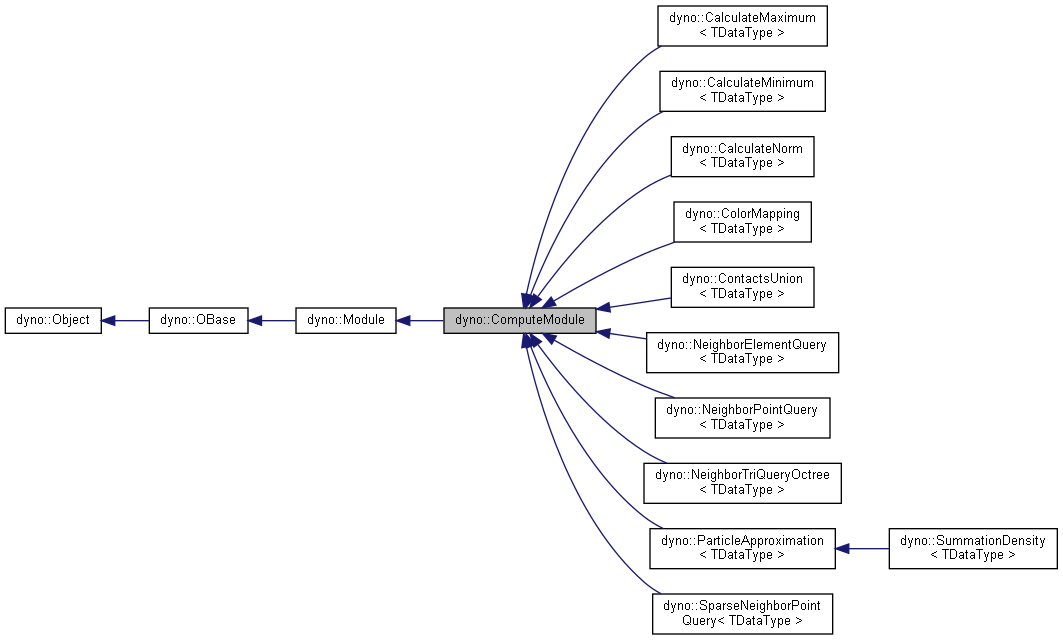 dyno::CalculateMaximum
< TDataType >
dyno::CalculateMinimum
< TDataType >
dyno::CalculateNorm
< TDataType >
dyno::ColorMapping
< TDataType >
dyno::ContactsUnion
< TDataType >
dyno::Object
dyno::OBase
dyno::Module
dyno::ComputeModule
dyno::NeighborElementQuery
< TDataType >
dyno::NeighborPointQuery
< TDataType >
dyno::NeighborTriQueryOctree
< TDataType >
dyno::ParticleApproximation
< TDataType >
dyno::SummationDensity
< TDataType >
dyno::SparseNeighborPoint
Query< TDataType >